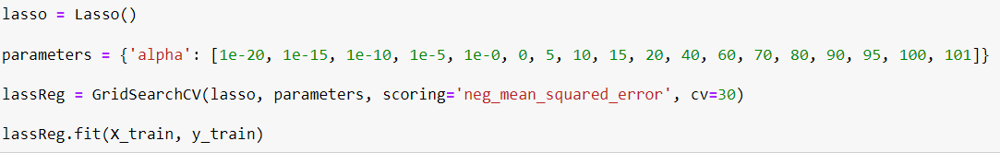 lasso = Lasso()
parameters = {'alpha': [1e-20, 1e-15, 1e-10, 1e-5, 1e-0, 0, 5, 10, 15, 20, 40, 60, 70, 80, 90, 95, 100, 101]}
lassReg = GridSearchCV(lasso, parameters, scoring='neg_mean_squared_error', cv=30)
lassReg.fit(X_train, y_train)